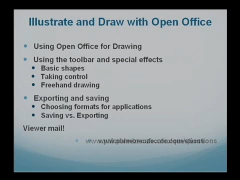 Illustrate and Draw with Open Office
Using Open Office for Drawing
Using the toolbar and special effects
Basic shapes
Taking control
Freehand drawing
Exporting and saving
Choosing formats for applications
Saving vs. Exporting
Viewer mail!